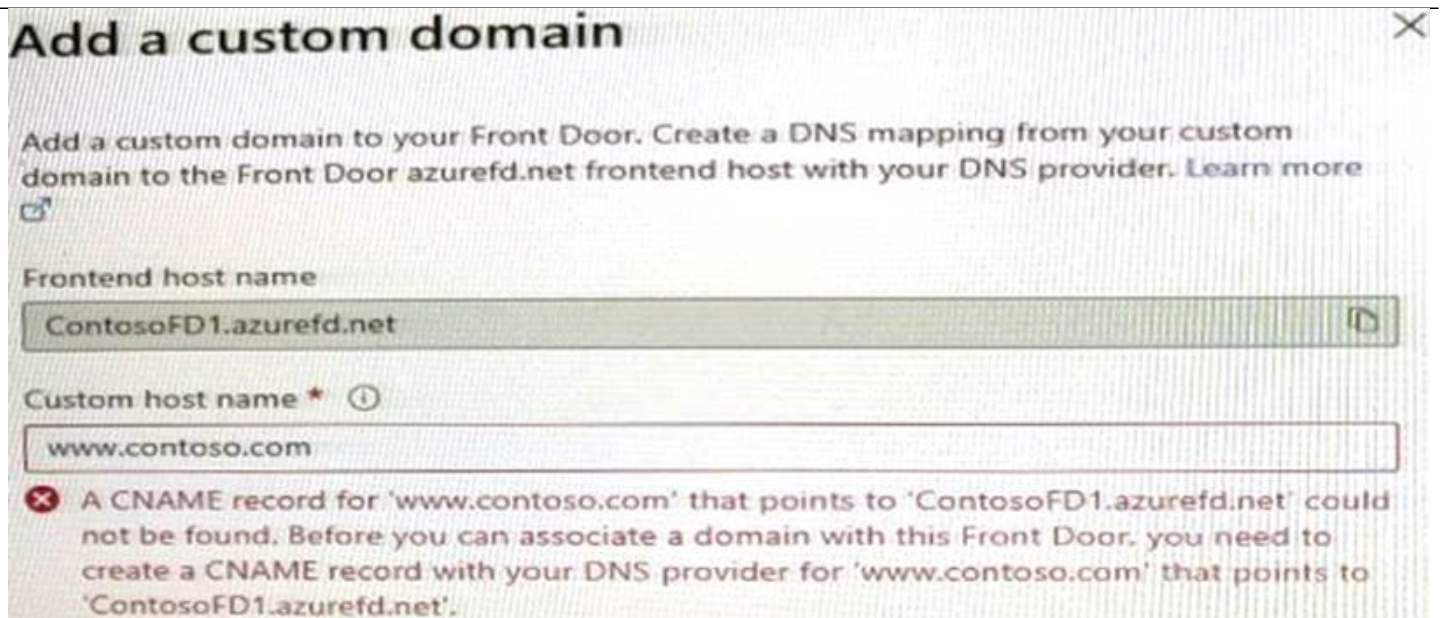 Add a custom domain
Add a custom domain to your Front Door. Create a DNS mapping from your custom
domain to the Front Door azurefd.net frontend host with your DNS provider. Learn more
Frontend host name
ContosoFD1.azurefd.net
Custom host name *
www.contoso.com
A CNAME record for 'www.contoso.com' that points to 'ContosoFD1.azurefd.net' could
not be found. Before you can associate a domain with this Front Door, you need to
create a CNAME record with your DNS provider for 'www.contoso.com' that points to
'ContosoFD1.azurefd.net'.